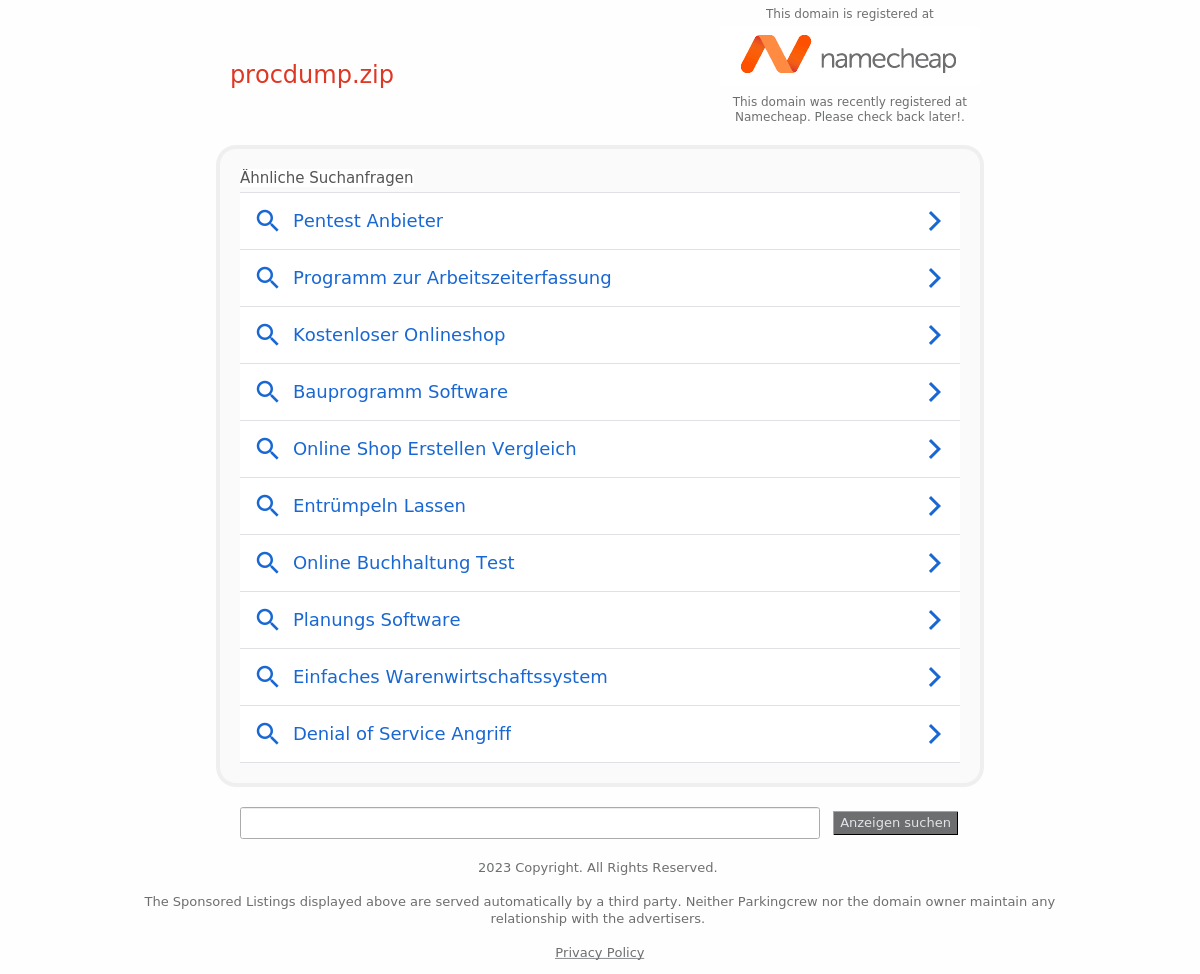 This domain is registered at
namecheap
procdump.zip
This domain was recently registered at
Namecheap. Please check back later!.
Ähnliche Suchanfragen
Pentest Anbieter
Programm zur Arbeitszeiterfassung
Kostenloser Onlineshop
Bauprogramm Software
Online Shop Erstellen Vergleich
Entrümpeln Lassen
Online Buchhaltung Test
Planungs Software
Einfaches Warenwirtschaftssystem
Denial of Service Angriff
Anzeigen suchen
2023 Copyright. All Rights Reserved.
The Sponsored Listings displayed above are served automatically by a third party. Neither Parkingcrew nor the domain owner maintain any
relationship with the advertisers.
Privacy Policy